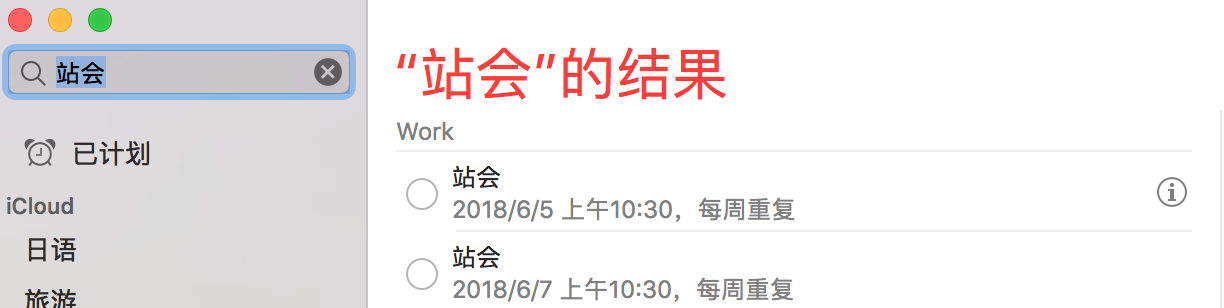 站会
已计划
iCloud
日语
旅游
“站会”的结果
Work
站会
2018/6/5 上午10:30，每周重复
站会
2018/6/7 上午10:30，每周重复